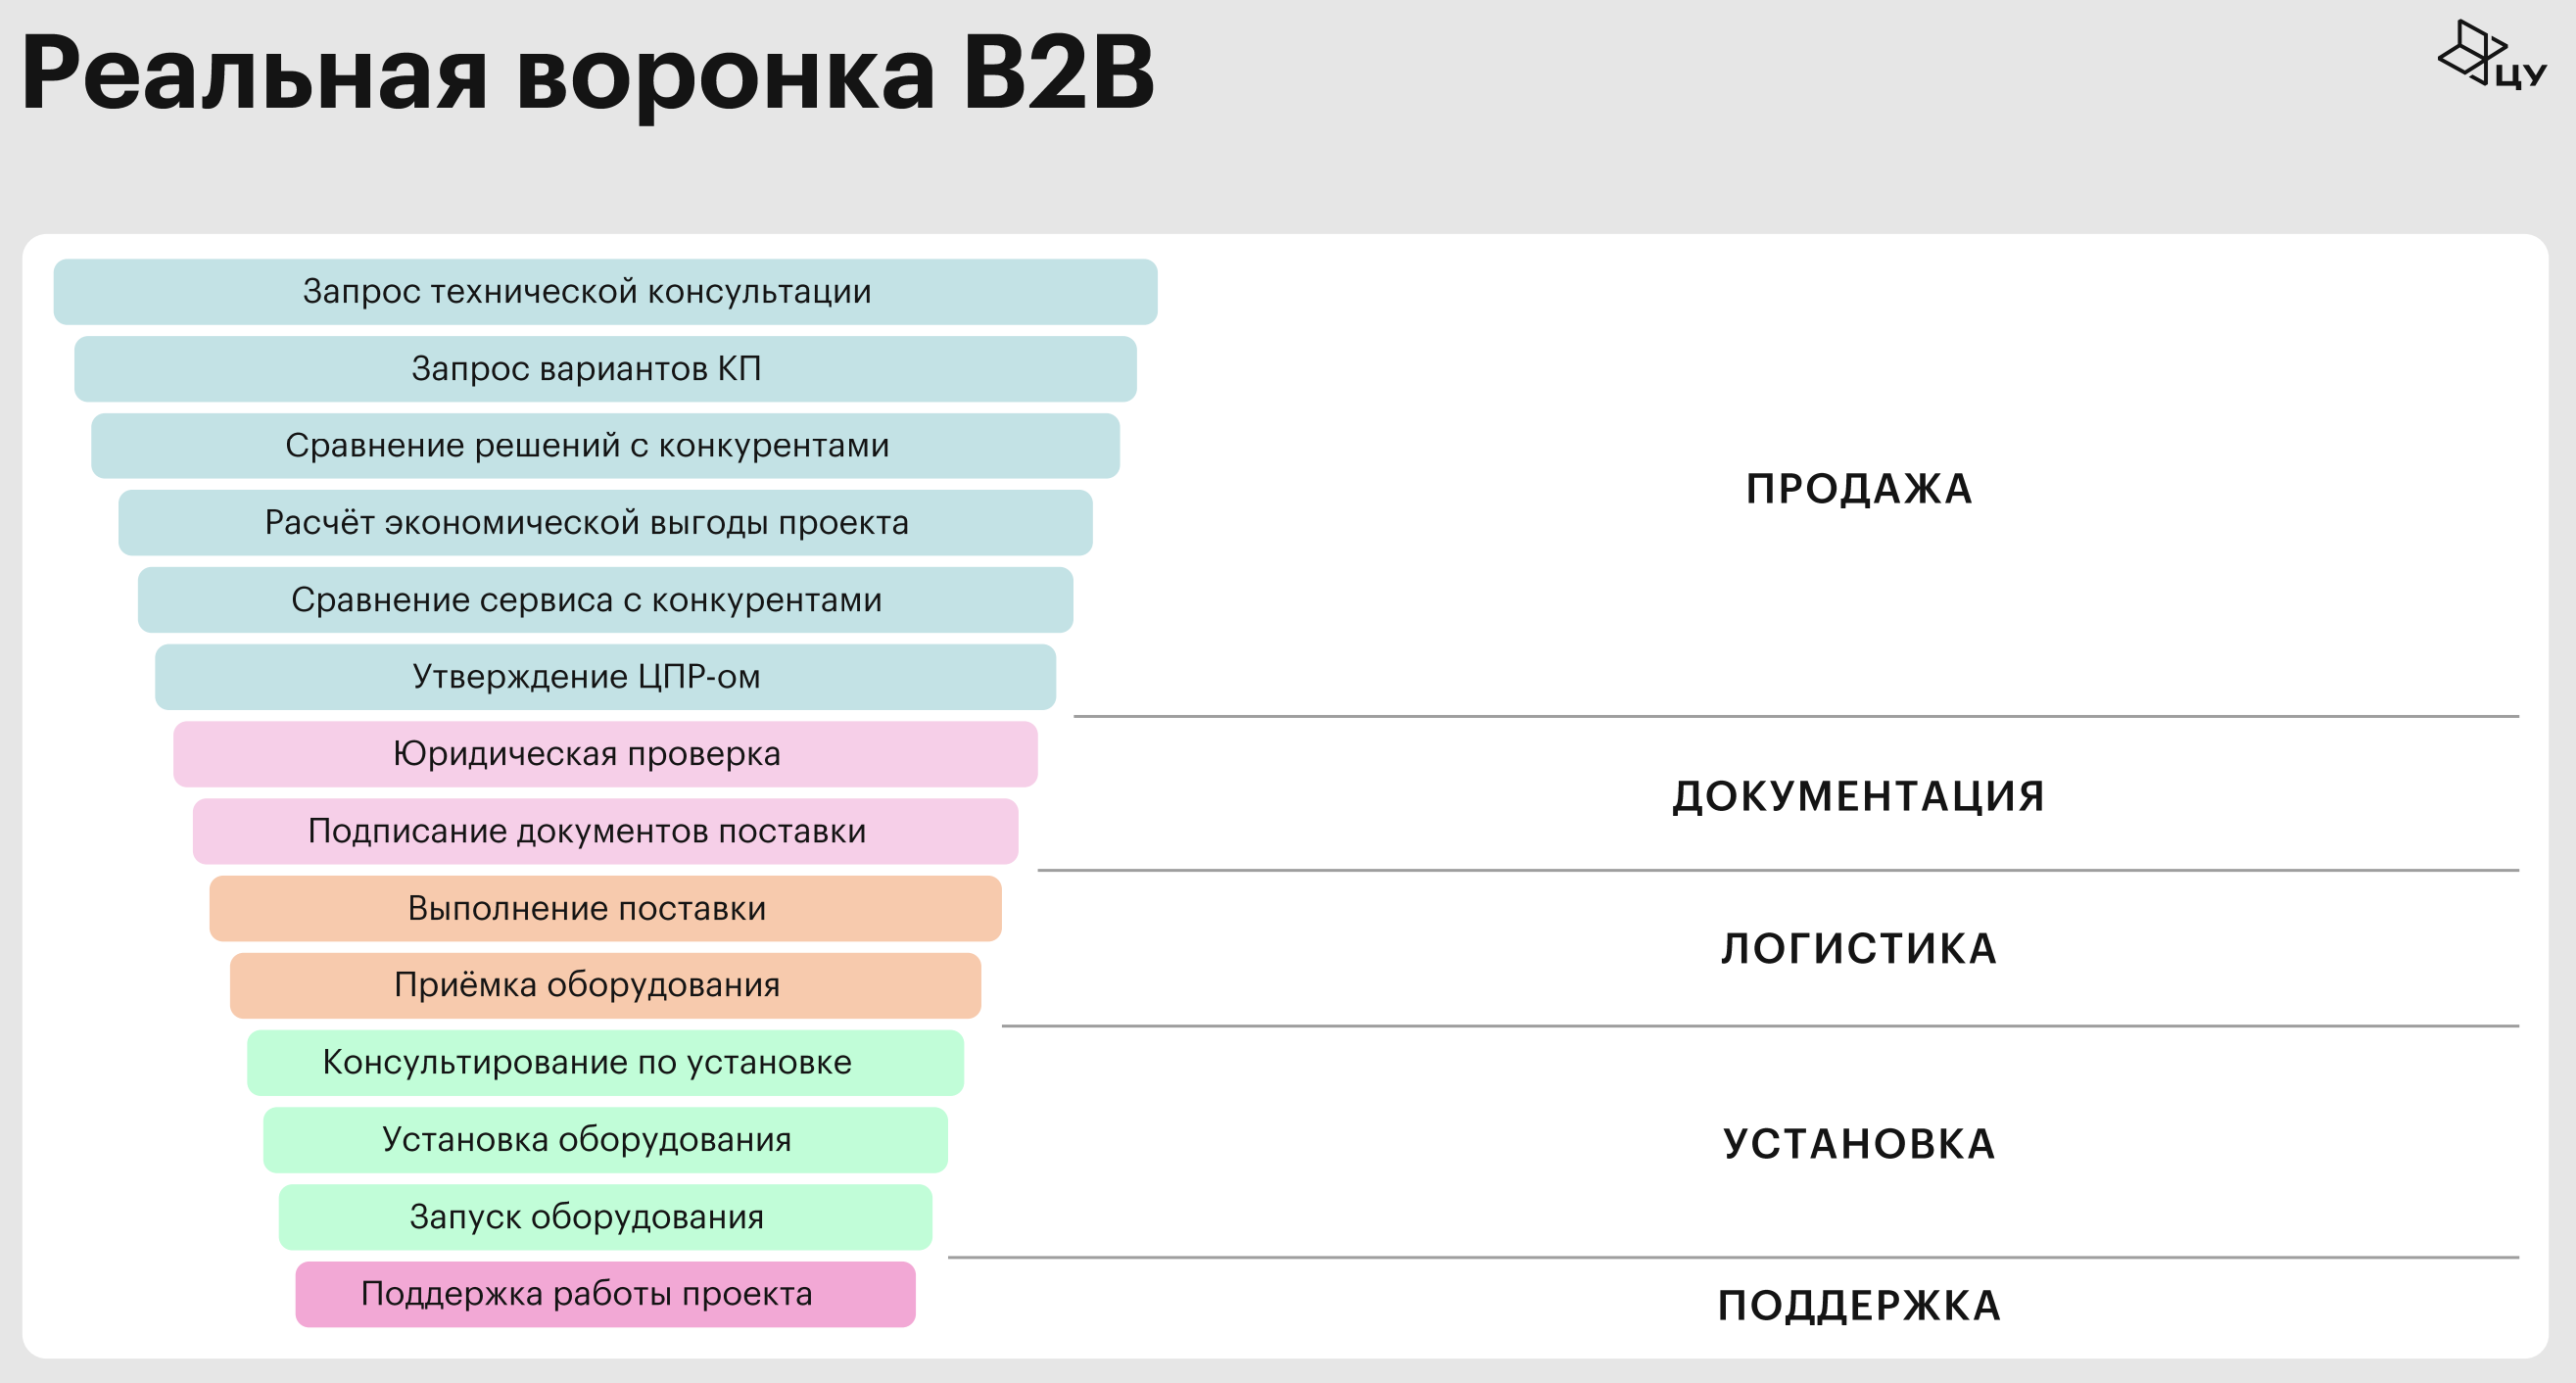 Реальная воронка B2B
ЦУ
Запрос технической консультации
Запрос вариантов КП
Сравнение решений с конкурентами
Расчёт экономической выгоды проекта
Сравнение сервиса с конкурентами
Утверждение ЦПР-ом
ПРОДАЖА
Юридическая проверка
Подписание документов поставки
ДОКУМЕНТАЦИЯ
Выполнение поставки
Приёмка оборудования
ЛОГИСТИКА
Консультирование по установке
Установка оборудования
Запуск оборудования
УСТАНОВКА
Поддержка работы проекта
ПОДДЕРЖКА